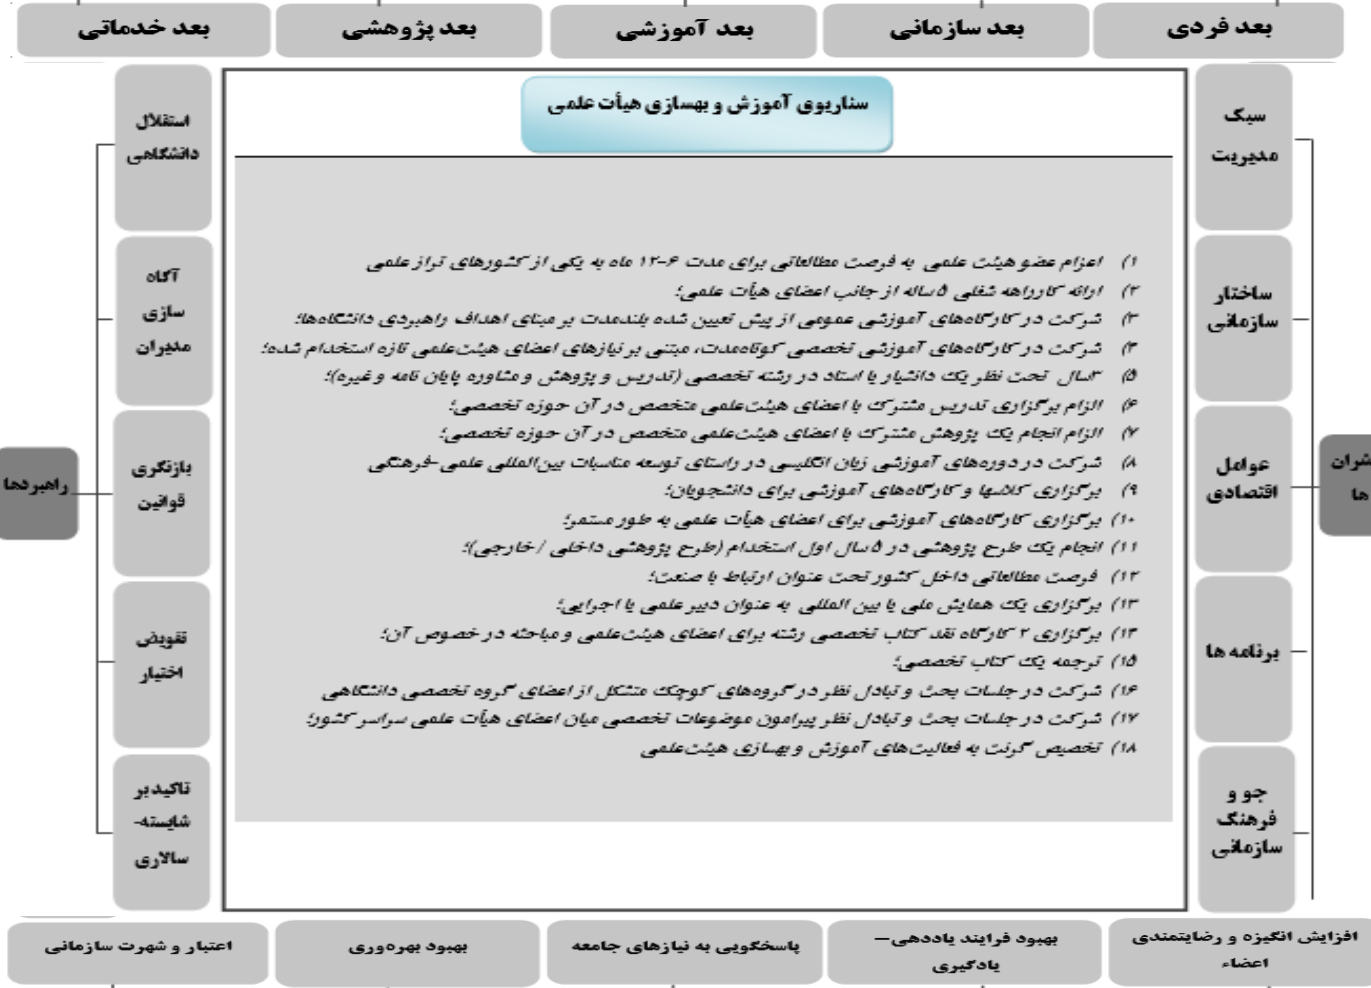 بعد فردی
بعد سازمانی
بعد آموزشی
بعد پژوهشی
بعد خدماتی
سبک
مدیریت
ساختار
سازمانی
عوامل
اقتصادی
برنامه ها
جو و
فرهنگ
سازمانی
شران
ها
سناریوی آموزش و بهسازی هیأت علمی
۱) اعزام عضو هیئت علمی به فرصت مطالعاتی برای مدت ۶-۱۲ ماه به یکی از کشورهای تراز علمی
۲) ارائه کارراهه شغلی ۵ساله از جانب اعضای هیأت علمی؛
۳) شرکت در کارگاه‌های آموزشی عمومی از پیش تعیین شده بلندمدت بر مبنای اهداف راهبردی دانشگاه‌ها؛
۴) شرکت در کارگاه‌های آموزشی تخصصی کوتاه‌مدت، مبتنی بر نیازهای اعضای هیئت‌علمی تازه استخدام شده؛
۵) ۳سال تحت نظر یک دانشیار یا استاد در رشته تخصصی (تدریس و پژوهش و مشاوره پایان نامه و غیره)؛
۶) الزام برگزاری تدریس مشترک با اعضای هیئت‌علمی متخصص در آن حوزه تخصصی؛
۷) الزام انجام یک پژوهش مشترک با اعضای هیئت‌علمی متخصص در آن حوزه تخصصی؛
۸) شرکت در دوره‌های آموزشی زبان انگلیسی در راستای توسعه مناسبات بین‌المللی علمی-فرهنگی
۹) برگزاری کلاسها و کارگاه‌های آموزشی برای دانشجویان؛
۱۰) برگزاری کارگاه‌های آموزشی برای اعضای هیأت علمی به طور مستمر؛
۱۱) انجام یک طرح پژوهشی در ۵ سال اول استخدام (طرح پژوهشی داخلی / خارجی)؛
۱۲) فرصت مطالعاتی داخل کشور تحت عنوان ارتباط با صنعت؛
۱۳) برگزاری یک همایش ملی یا بین المللی به عنوان دبیر علمی یا اجرایی؛
۱۴) برگزاری ۲ کارگاه نقد کتاب تخصصی رشته برای اعضای هیئت‌علمی و مباحثه در خصوص آن؛
۱۵) ترجمه یک کتاب تخصصی؛
۱۶) شرکت در جلسات بحث و تبادل نظر در گروه‌های کوچک متشکل از اعضای گروه تخصصی دانشگاهی
۱۷) شرکت در جلسات بحث و تبادل نظر پیرامون موضوعات تخصصی میان اعضای هیأت علمی سراسر کشور؛
۱۸) تخصیص گرنت به فعالیت‌های آموزش و بهسازی هیئت‌علمی
استقلال
دانشگاهی
آگاه
سازی
مدیران
بازنگری
قوانین
تفویض
اختیار
تاکید بر
شایسته-
سالاری
راهبردها
افزایش انگیزه و رضایتمندی
اعضاء
بهبود فرایند یاددهی–
یادگیری
پاسخگویی به نیازهای جامعه
بهبود بهره‌وری
اعتبار و شهرت سازمانی